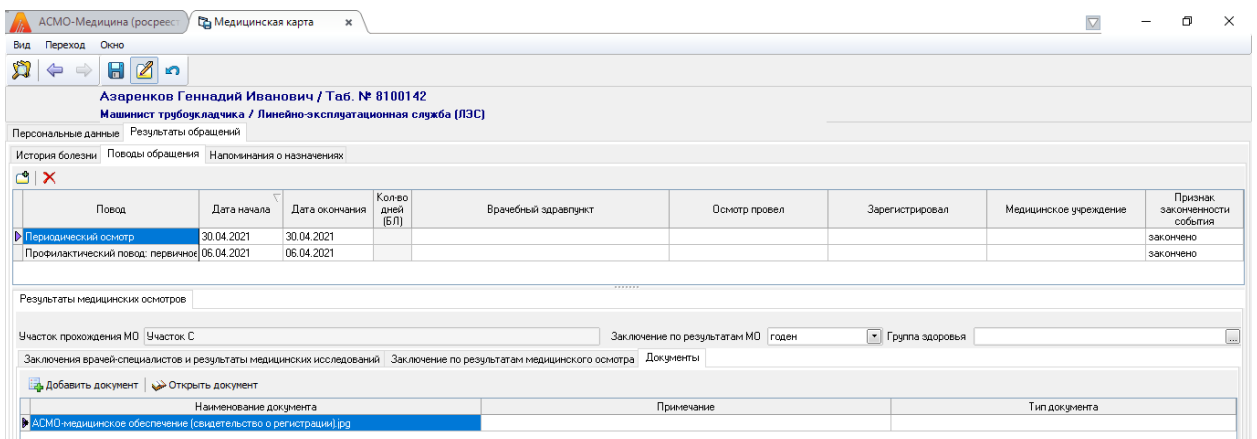 АСМО-Медицина (росреест
Медицинская карта
Вид Переход Окно
Азаренков Геннадий Иванович / Таб. № 8100142
Машинист трубоукладчика / Линейно-эксплуатационная служба (ЛЭС)
Персональные данные Результаты обращений
История болезни Поводы обращения Напоминания о назначениях
Повод Дата начала Дата окончания Кол-во дней (БЛ) Врачебный здравпункт Осмотр провел Зарегистрировал Медицинское учреждение Признак законченности события
Периодический осмотр 30.04.2021 30.04.2021 закончено
Профилактический повод: первичное 06.04.2021 06.04.2021 закончено
Результаты медицинских осмотров
Участок прохождения МО Участок С Заключение по результатам МО годен Группа здоровья
Заключения врачей-специалистов и результаты медицинских исследований Заключение по результатам медицинского осмотра Документы
Добавить документ Открыть документ
Наименование документа Примечание Тип документа
АСМО-медицинское обеспечение (свидетельство о регистрации).jpg